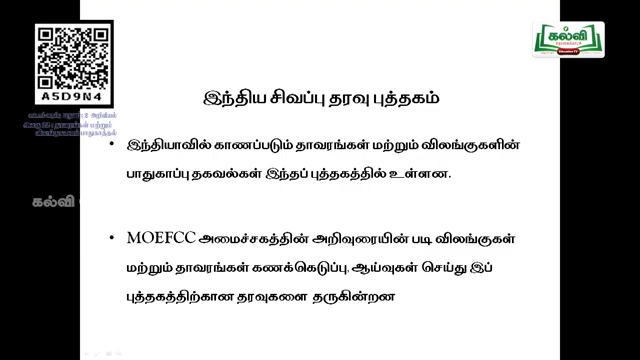 A5D9N4
கல்வி
இந்திய சிவப்பு தரவு புத்தகம்
• இந்தியாவில் காணப்படும் தாவரங்கள் மற்றும் விலங்குகளின்
பாதுகாப்பு தகவல்கள் இந்தப் புத்தகத்தில் உள்ளன.
கல்வி
• MOEFCC அமைச்சகத்தின் அறிவுரையின் படி விலங்குகள்
மற்றும் தாவரங்கள் கணக்கெடுப்பு, ஆய்வுகள் செய்து இப்
புத்தகத்திற்கான தரவுகளை தருகின்றன